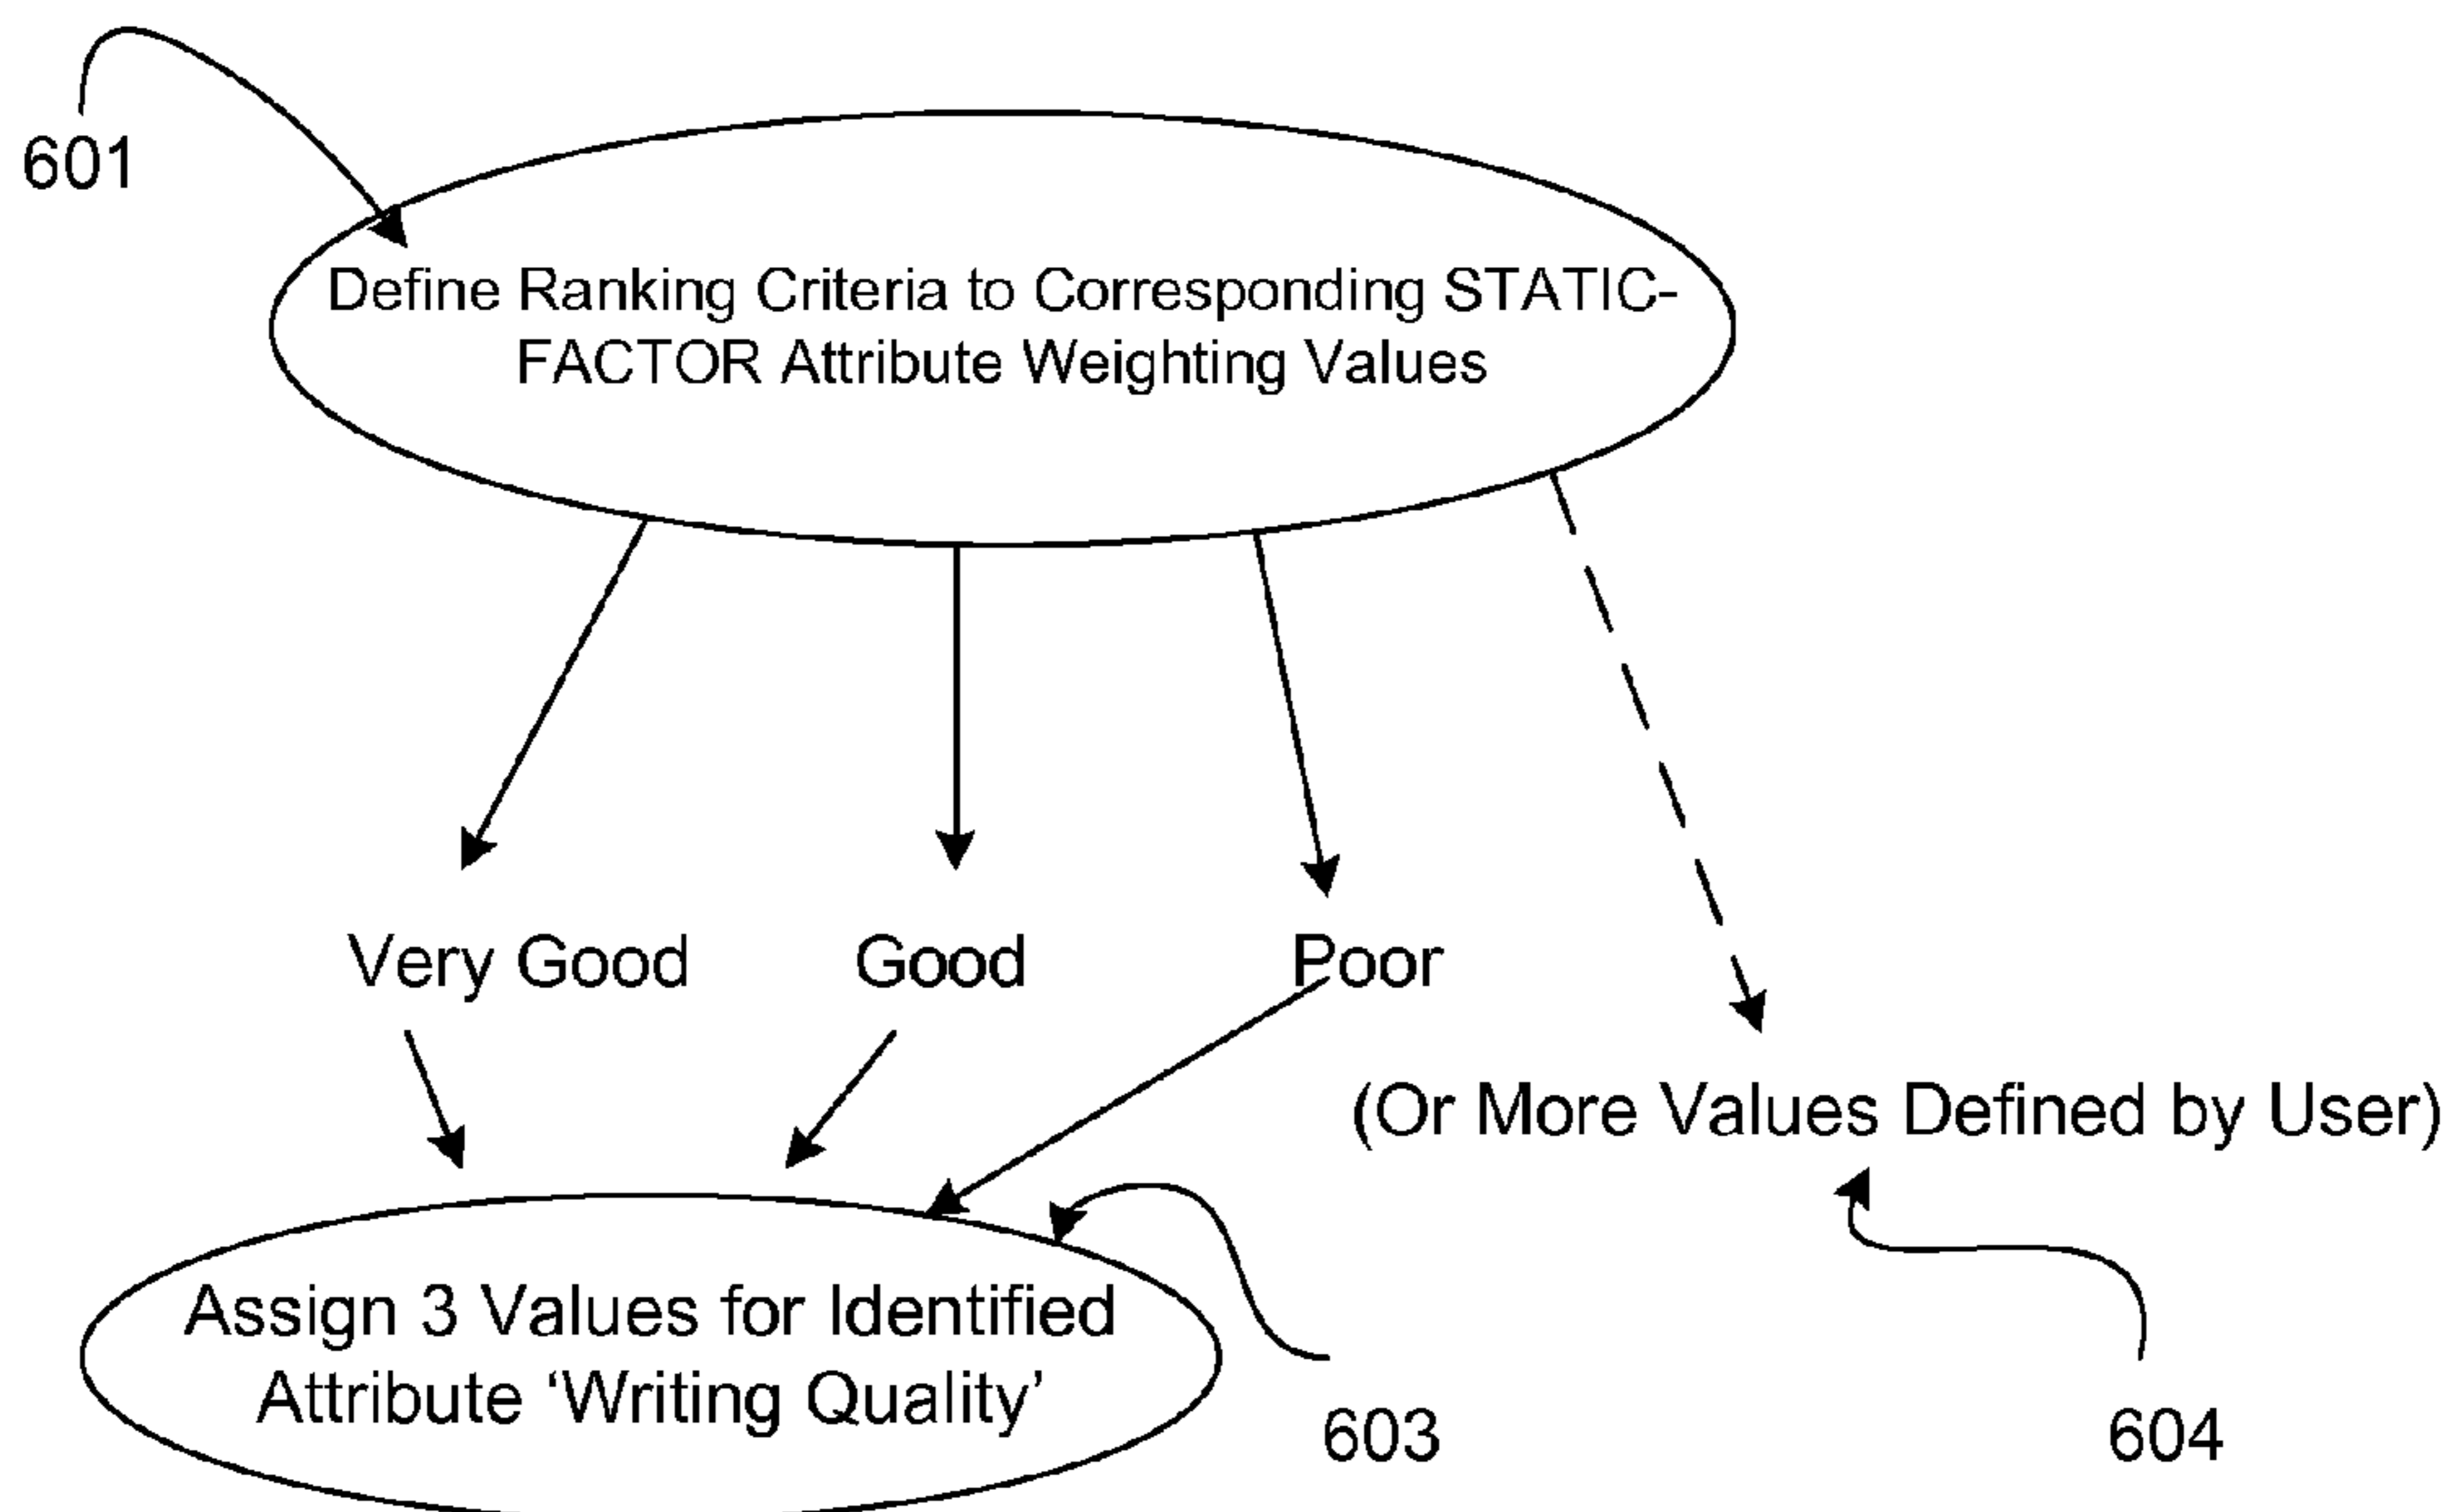 601
Define Ranking Criteria to Corresponding STATIC-
FACTOR Attribute Weighting Values
Very Good
Good
Poor
(Or More Values Defined by User)
Assign 3 Values for Identified
Attribute ‘Writing Quality’
603
604